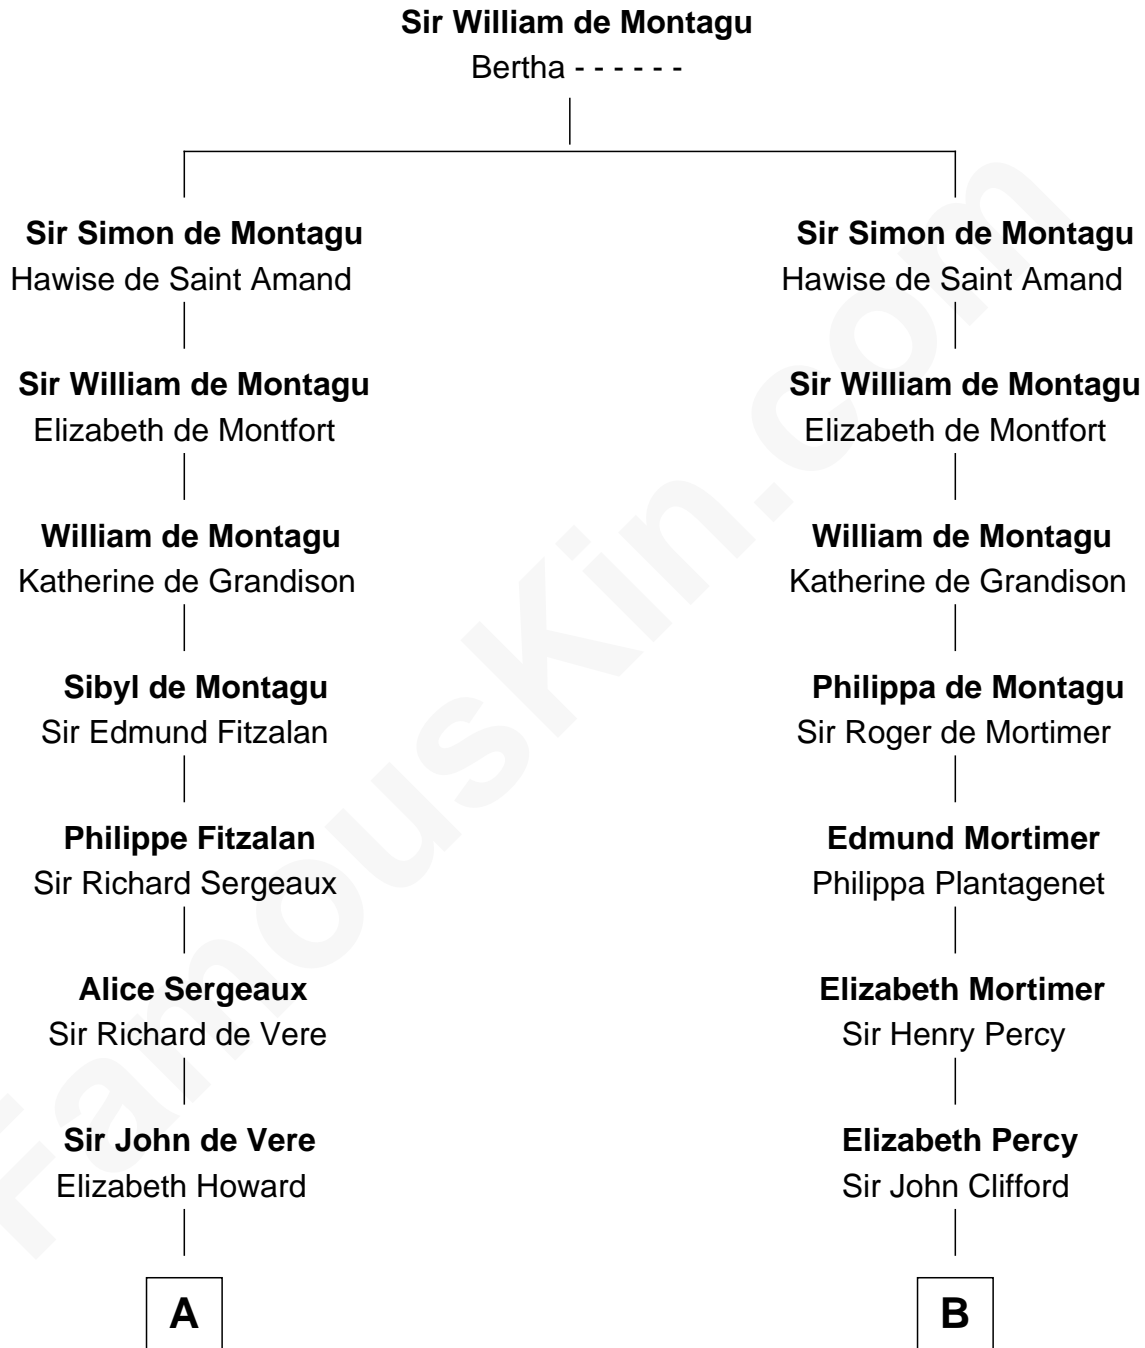 Sir William de Montagu
Bertha - - - - - -
Sir Simon de Montagu
Hawise de Saint Amand
Sir William de Montagu
Elizabeth de Montfort
William de Montagu
Katherine de Grandison
Sibyl de Montagu
Sir Edmund Fitzalan
Philippe Fitzalan
Sir Richard Sergeaux
Alice Sergeaux
Sir Richard de Vere
Sir John de Vere
Elizabeth Howard
A
Sir Simon de Montagu
Hawise de Saint Amand
Sir William de Montagu
Elizabeth de Montfort
William de Montagu
Katherine de Grandison
Philippa de Montagu
Sir Roger de Mortimer
Edmund Mortimer
Philippa Plantagenet
Elizabeth Mortimer
Sir Henry Percy
Elizabeth Percy
Sir John Clifford
B
FamousKin.com